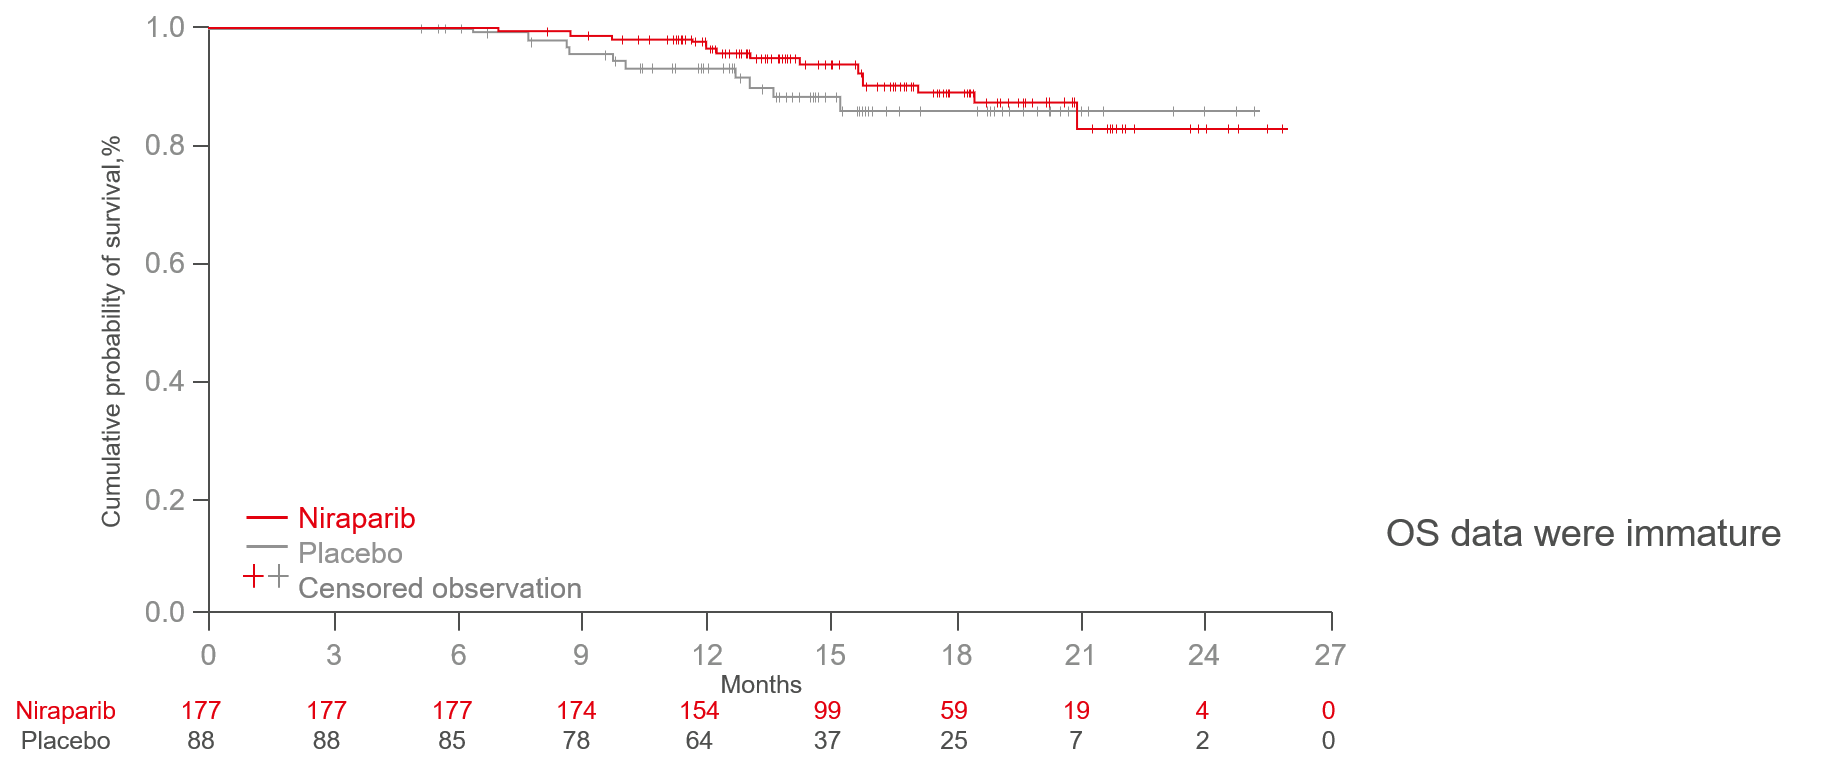 1.0
0.8
0.6
0.4
0.2
0.0
Cumulative probability of survival,%
Niraparib
Placebo
Censored observation
OS data were immature
0 3 6 9 12 15 18 21 24 27
Months
Niraparib 177 177 177 174 154 99 59 19 4 0
Placebo 88 88 85 78 64 37 25 7 2 0